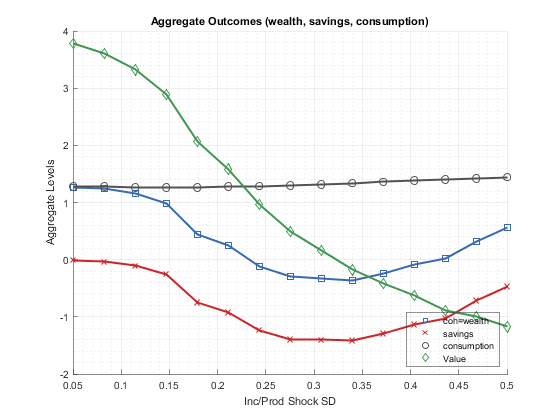 Aggregate Outcomes (wealth, savings, consumption)
4
3
2
1
0
-1
-2
Aggregate Levels
0.05
0.1
0.15
0.2
0.25
0.3
0.35
0.4
0.45
0.5
Inc/Prod Shock SD
coh=wealth
savings
consumption
Value